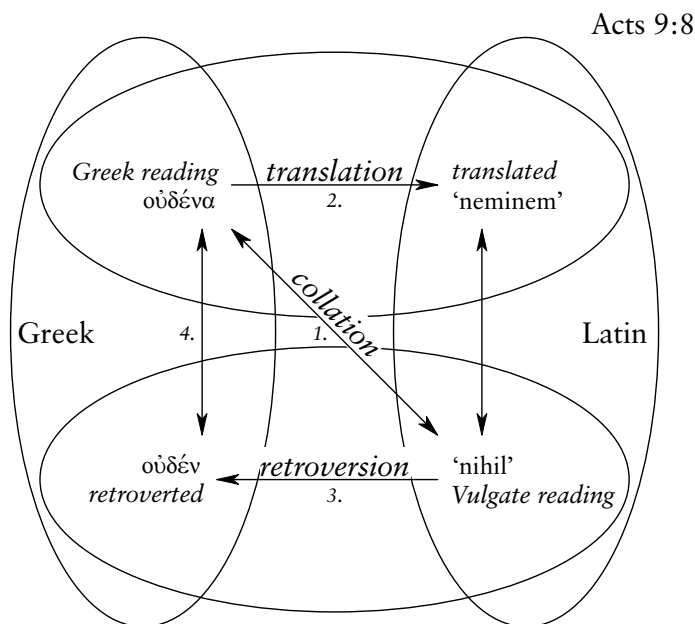 Acts 9:8
Greek reading
οὐδένα
translation
2.
translated
‘neminem’
collation
1.
Greek
4.
Latin
οὐδέν
retroverted
retroversion
3.
‘nihil’
Vulgate reading